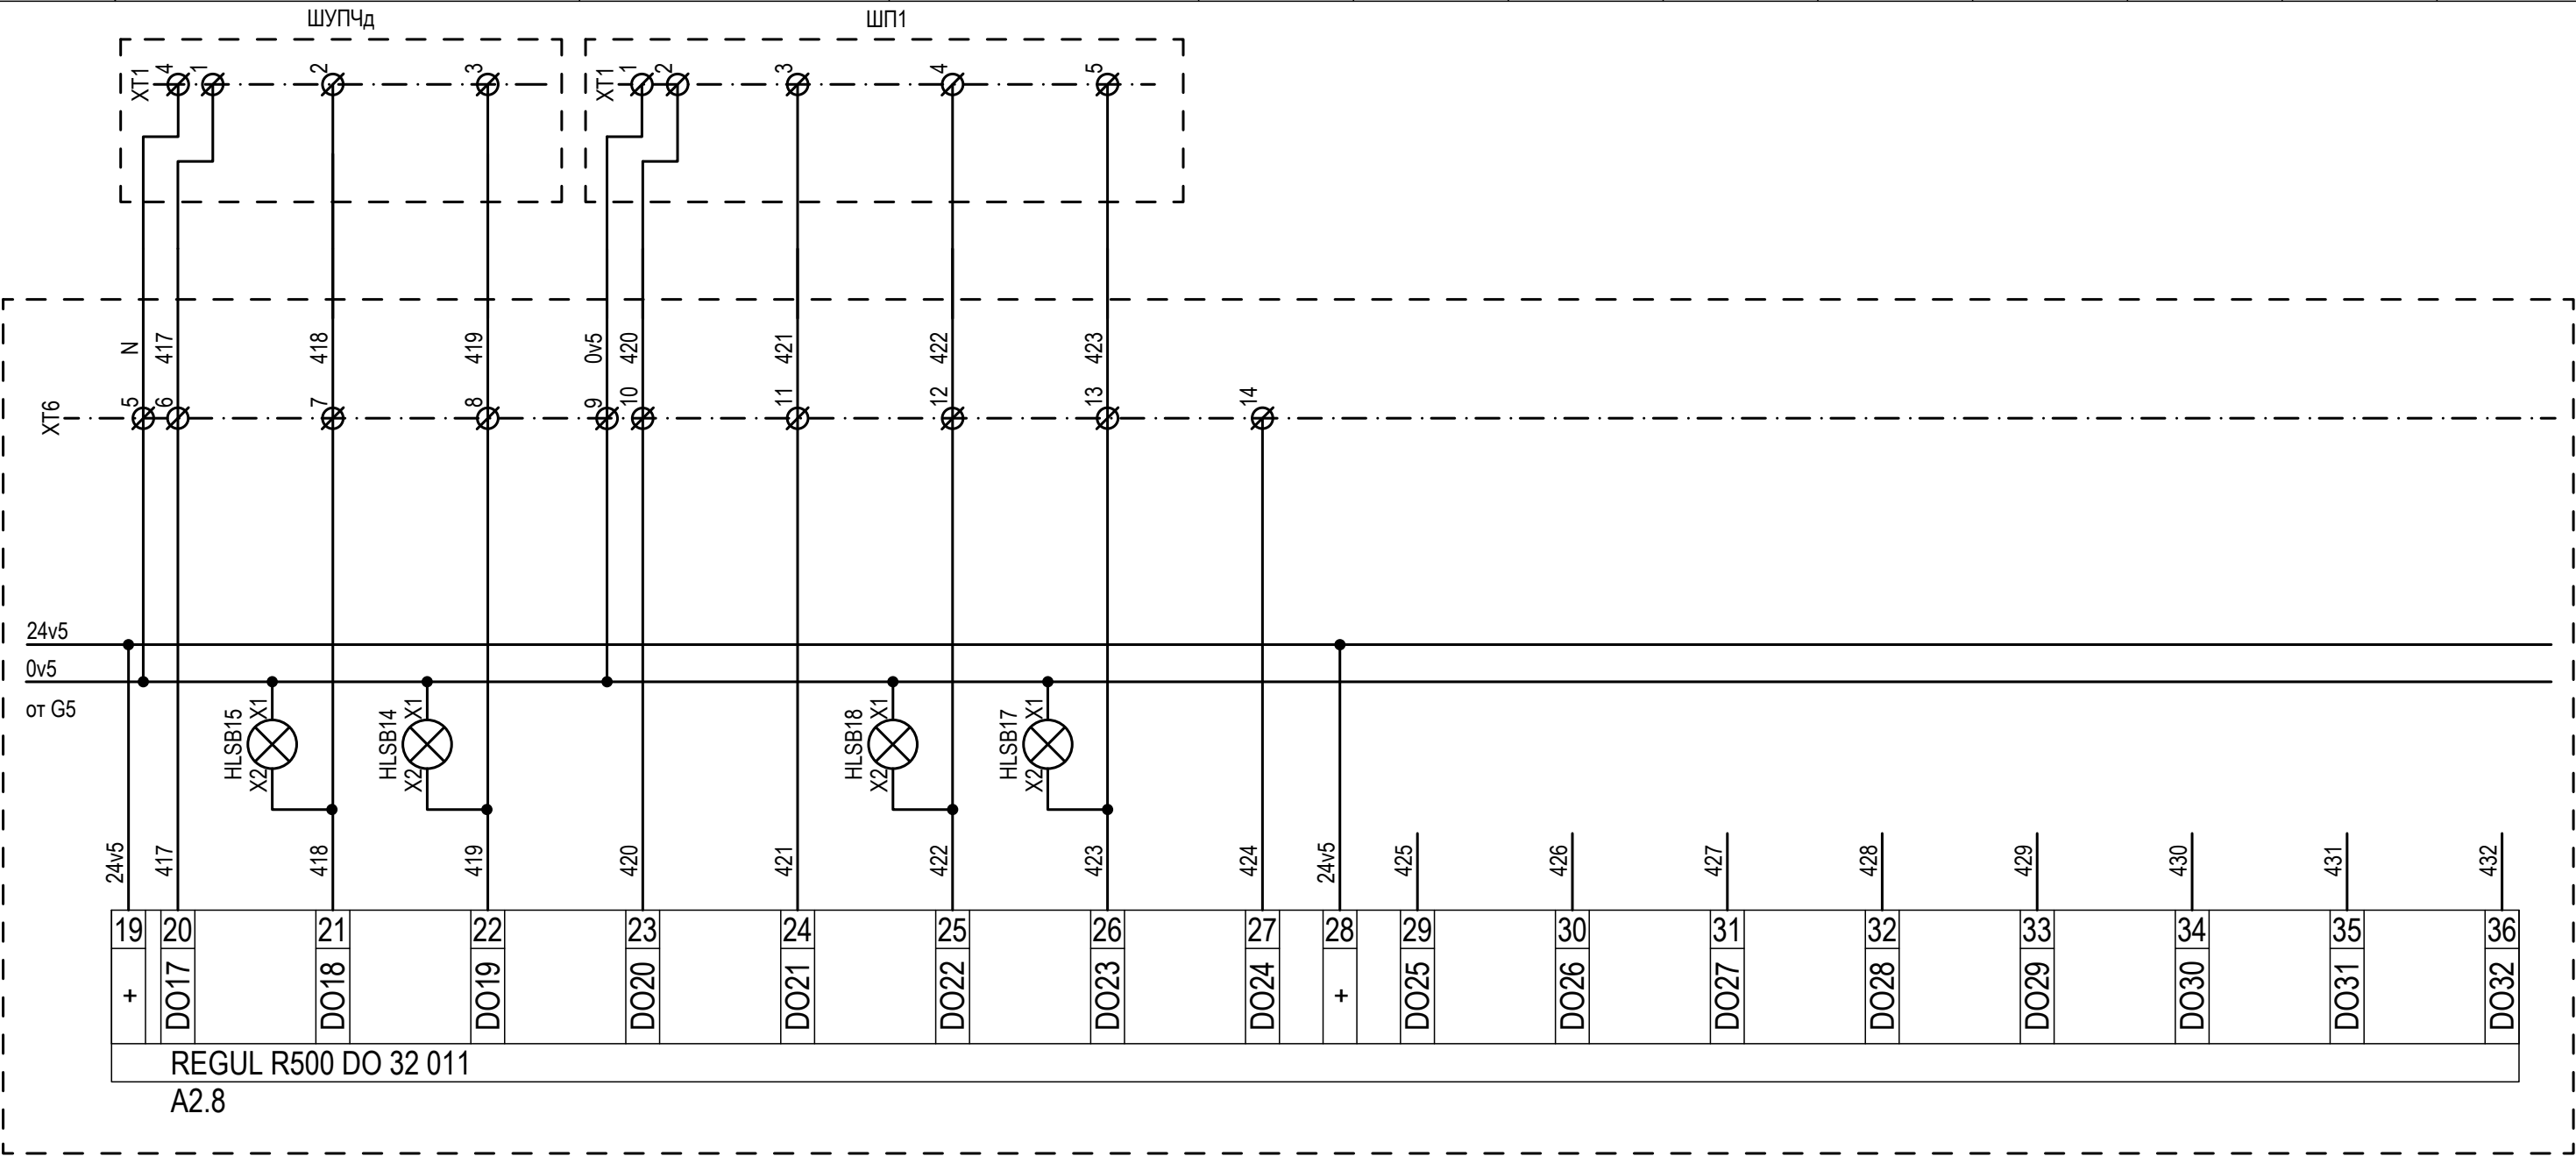 ШУПЧд ШП1
XT1 4 1 2 3 XT1 1 2 3 4 5
N 417 418 419 0v5 420 421 422 423
XT6 5 6 7 8 9 10 11 12 13 14
24v5
0v5
от G5
HLSB15 X1 X2 HLSB14 X1 X2 HLSB18 X1 X2 HLSB17 X1 X2
24v5 417 418 419 420 421 422 423 424 24v5 425 426 427 428 429 430 431 432
19 20 21 22 23 24 25 26 27 28 29 30 31 32 33 34 35 36
+ DO17 DO18 DO19 DO20 DO21 DO22 DO23 DO24 + DO25 DO26 DO27 DO28 DO29 DO30 DO31 DO32
REGUL R500 DO 32 011
A2.8